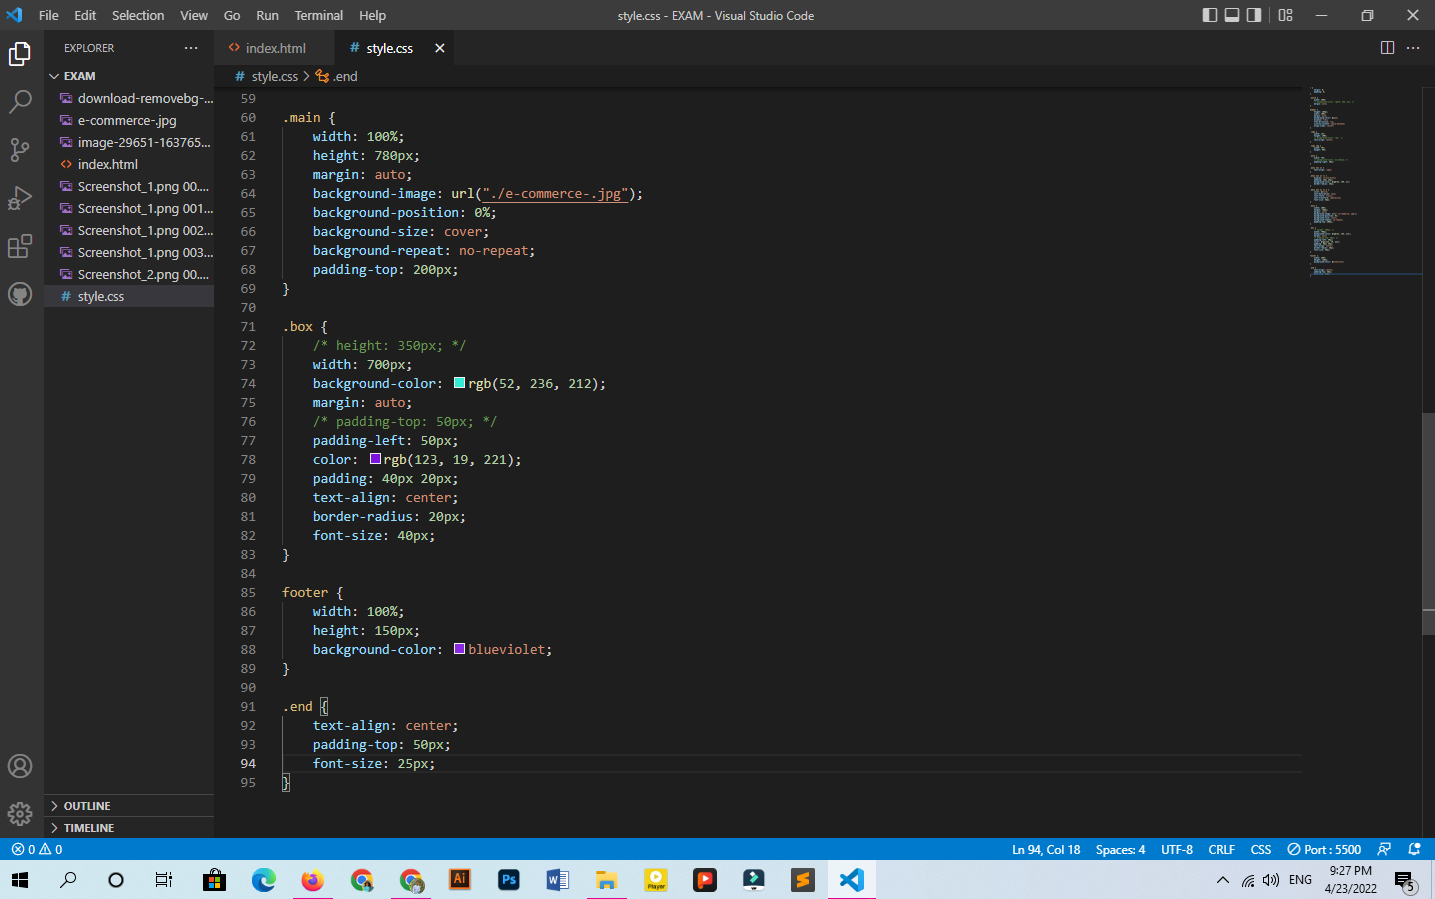 File Edit Selection View Go Run Terminal Help
style.css - EXAM - Visual Studio Code
EXPLORER
EXAM
download-removebg-...
e-commerce-.jpg
image-29651-163765...
index.html
Screenshot_1.png 00....
Screenshot_1.png 001...
Screenshot_1.png 002...
Screenshot_1.png 003...
Screenshot_2.png 00....
# style.css
OUTLINE
TIMELINE
<> index.html # style.css
# style.css > .end
59
60 .main {
61 width: 100%;
62 height: 780px;
63 margin: auto;
64 background-image: url("./e-commerce-.jpg");
65 background-position: 0%;
66 background-size: cover;
67 background-repeat: no-repeat;
68 padding-top: 200px;
69 }
70
71 .box {
72 /* height: 350px; */
73 width: 700px;
74 background-color: rgb(52, 236, 212);
75 margin: auto;
76 /* padding-top: 50px; */
77 padding-left: 50px;
78 color: rgb(123, 19, 221);
79 padding: 40px 20px;
80 text-align: center;
81 border-radius: 20px;
82 font-size: 40px;
83 }
84
85 footer {
86 width: 100%;
87 height: 150px;
88 background-color: blueviolet;
89 }
90
91 .end {
92 text-align: center;
93 padding-top: 50px;
94 font-size: 25px;
95 }
0 0 Ln 94, Col 18 Spaces: 4 UTF-8 CRLF CSS Port : 5500
Ai Ps W Player P
ENG
9:27 PM
4/23/2022
5